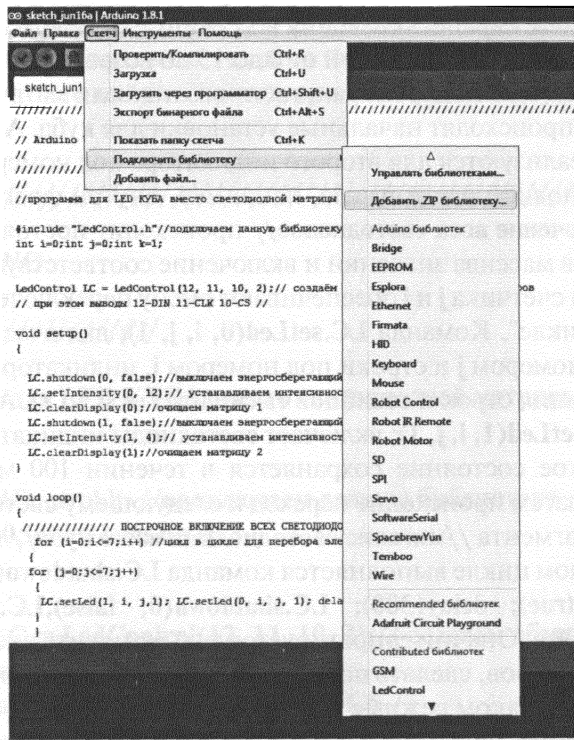 sketch_jun16a | Arduino 1.8.1
Файл Правка Скетч Инструменты Помощь
Проверить/Компилировать Ctrl+R
Загрузка Ctrl+U
Загрузить через программатор Ctrl+Shift+U
Экспорт бинарного файла Ctrl+Alt+S
Показать папку скетча Ctrl+K
Подключить библиотеку
Добавить файл...
Управлять библиотеками...
Добавить .ZIP библиотеку...
Arduino библиотек
Bridge
EEPROM
Esplora
Ethernet
Firmata
HID
Keyboard
Mouse
Robot Control
Robot IR Remote
Robot Motor
SD
SPI
Servo
SoftwareSerial
SpacebrewYun
Temboo
Wire
Recommended библиотек
Adafruit Circuit Playground
Contributed библиотек
GSM
LedControl
sketch_jun1
//
// Arduino
//
//
//программа для LED КУБА вместо светодиодной матрицы
#include "LedControl.h"//подключаем данную библиотеку
int i=0;int j=0;int k=1;
LedControl LC = LedControl(12, 11, 10, 2);// создаём ов
// при этом выводы 12-DIN 11-CLK 10-CS //
void setup()
{
LC.shutdown(0, false);//выключаем энергосберегающий
LC.setIntensity(0, 12);// устанавливаем интенсивнос
LC.clearDisplay(0);//очищаем матрицу 1
LC.shutdown(1, false);//выключаем энергосберегающий
LC.setIntensity(1, 4);// устанавливаем интенсивност
LC.clearDisplay(1);//очищаем матрицу 2
}
void loop()
{
/////////////// ПОСТРОЧНОЕ ВКЛЮЧЕНИЕ ВСЕХ СВЕТОДИОДО
for (i=0;i<=7;i++) //цикл в цикле для перебора эле
{
for (j=0;j<=7;j++)
{
LC.setLed(1, i, j,1); LC.setLed(0, i, j, 1); dela
}
}